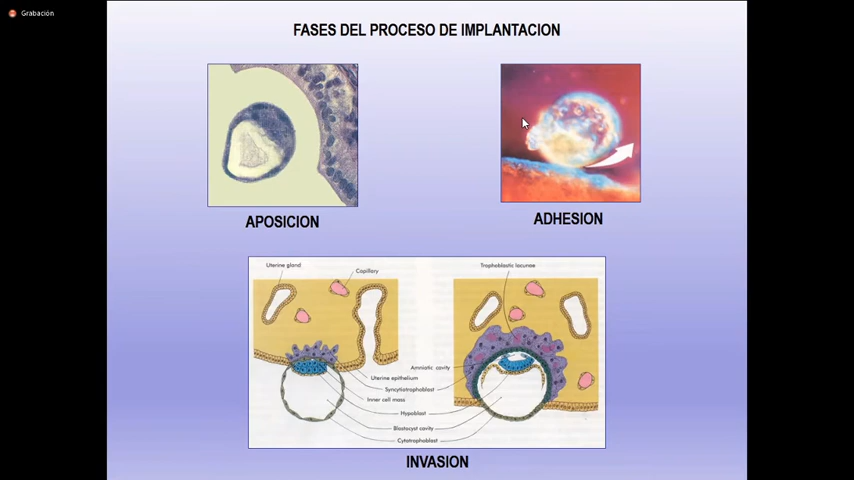 Grabación
FASES DEL PROCESO DE IMPLANTACION
APOSICION
ADHESION
Uterine gland
Capillary
Trophoblastic lacunae
Amniotic cavity
Uterine epithelium
Syncytiotrophoblast
Inner cell mass
Hypoblast
Blastocyst cavity
Cytotrophoblast
INVASION